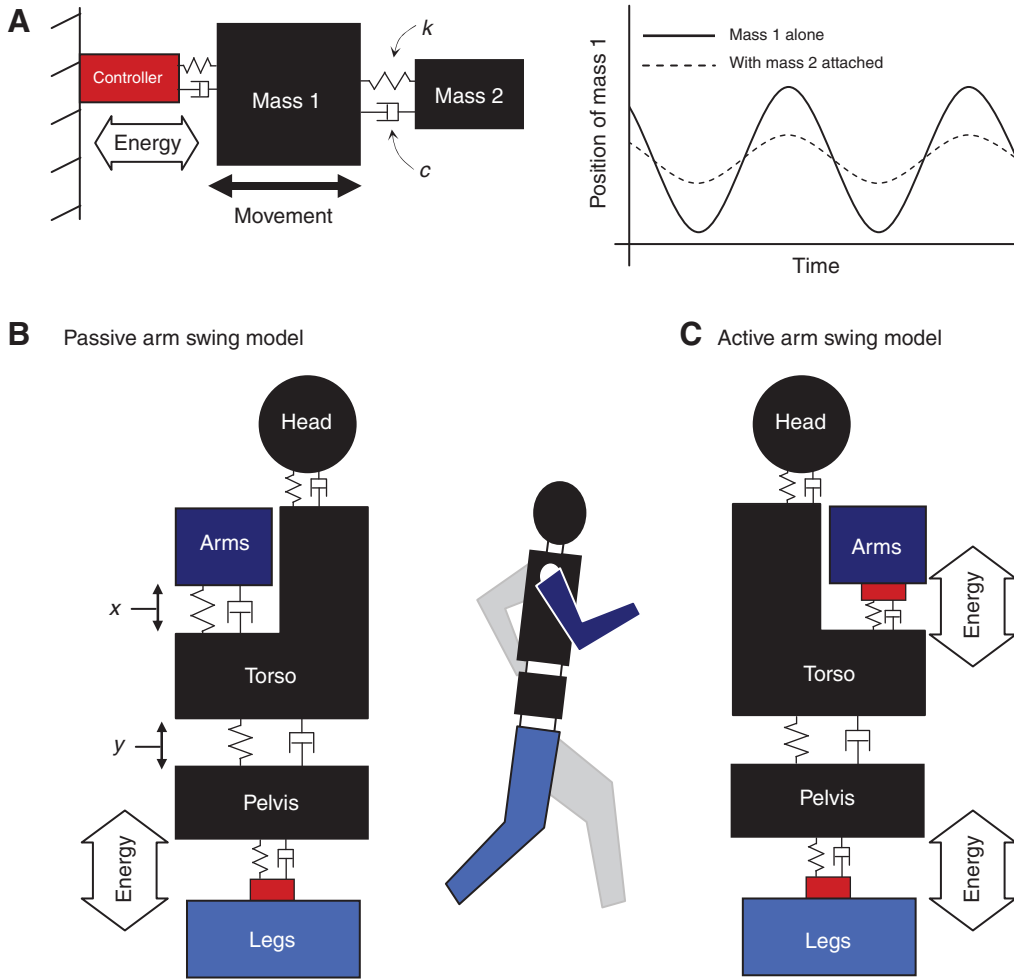 A
Controller
Energy
Mass 1
Movement
k
c
Mass 2
Position of mass 1
Mass 1 alone
With mass 2 attached
Time
B Passive arm swing model
Head
Arms
x
Torso
y
Pelvis
Energy
Legs
C Active arm swing model
Head
Arms
Energy
Torso
Pelvis
Energy
Legs